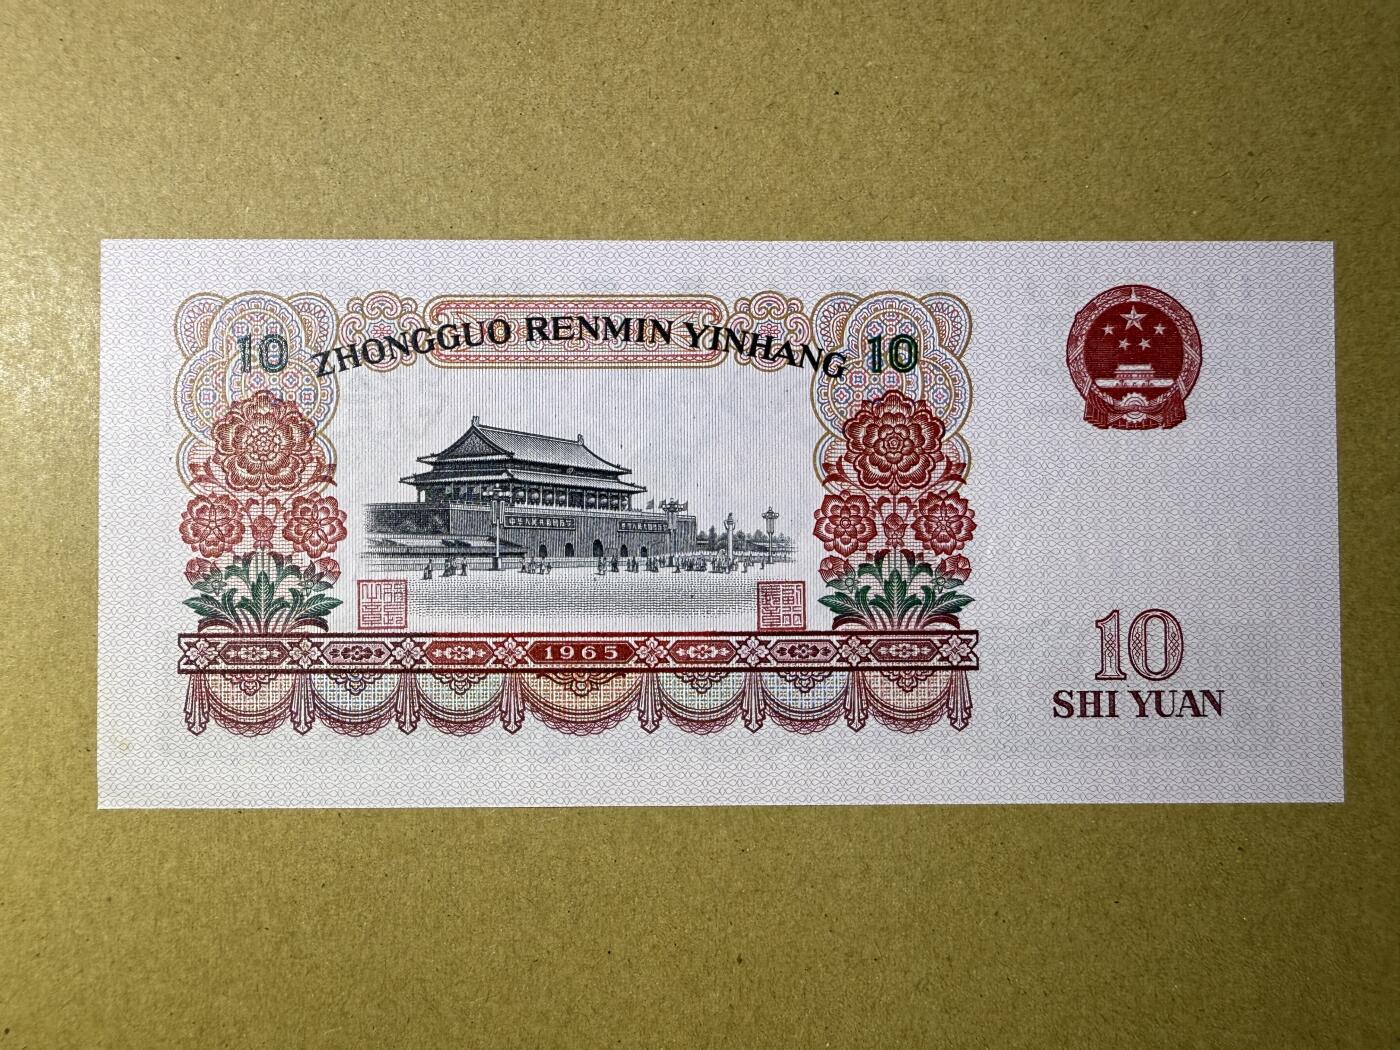 10 ZHONGGUO RENMIN YINHANG 10
1965
10
SHI YUAN